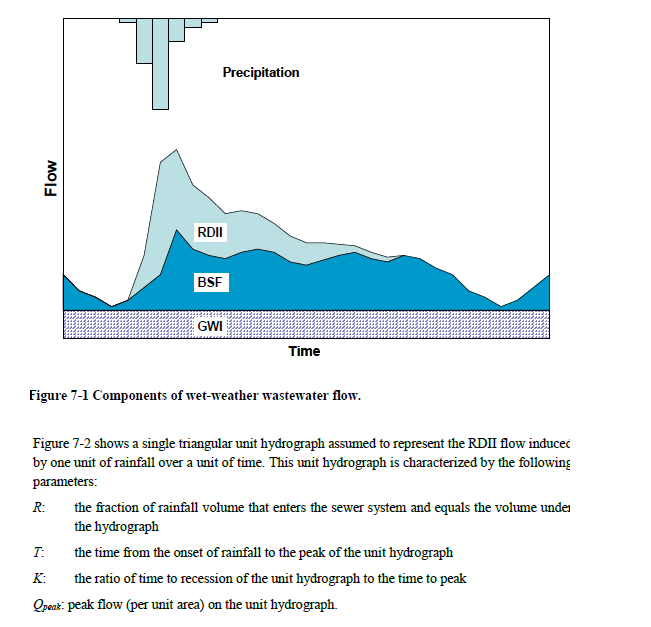 Precipitation
Flow
RDII
BSF
GWI
Time
Figure 7-1 Components of wet-weather wastewater flow.
Figure 7-2 shows a single triangular unit hydrograph assumed to represent the RDII flow induced
by one unit of rainfall over a unit of time. This unit hydrograph is characterized by the following
parameters:
R: the fraction of rainfall volume that enters the sewer system and equals the volume under
the hydrograph
T: the time from the onset of rainfall to the peak of the unit hydrograph
K: the ratio of time to recession of the unit hydrograph to the time to peak
Qpeak: peak flow (per unit area) on the unit hydrograph.